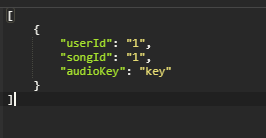 [
{
"userId": "1",
"songId": "1",
"audioKey": "key"
}
]